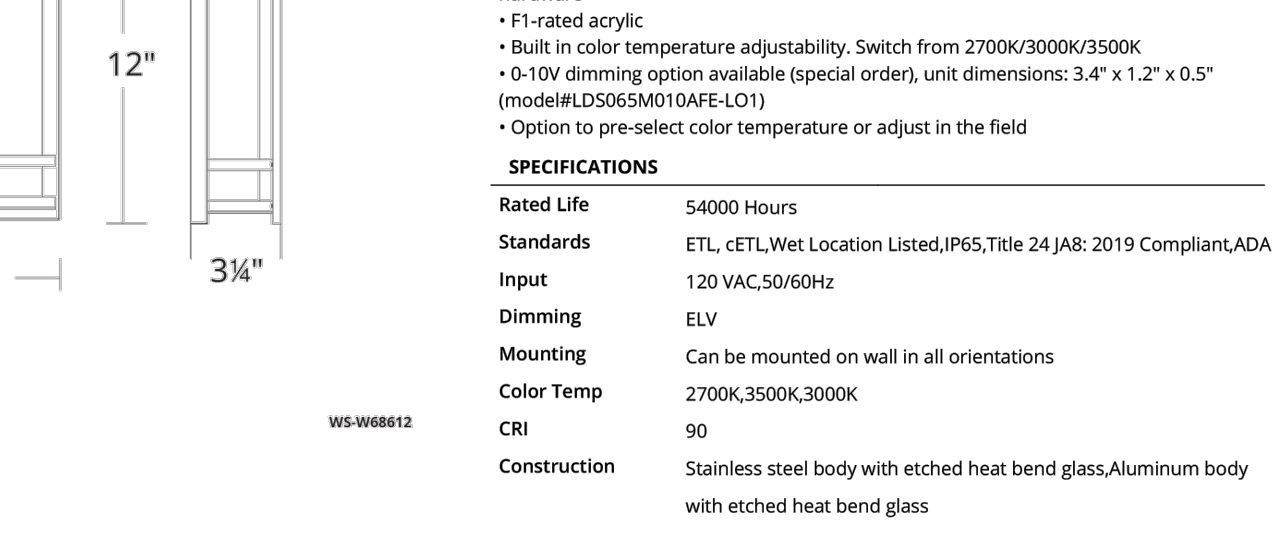 • F1-rated acrylic
• Built in color temperature adjustability. Switch from 2700K/3000K/3500K
• 0-10V dimming option available (special order), unit dimensions: 3.4" x 1.2" x 0.5"
(model#LDS065M010AFE-LO1)
• Option to pre-select color temperature or adjust in the field
12"
3¼"
WS-W68612
SPECIFICATIONS
Rated Life 54000 Hours
Standards ETL, cETL,Wet Location Listed,IP65,Title 24 JA8: 2019 Compliant,ADA
Input 120 VAC,50/60Hz
Dimming ELV
Mounting Can be mounted on wall in all orientations
Color Temp 2700K,3500K,3000K
CRI 90
Construction Stainless steel body with etched heat bend glass,Aluminum body
with etched heat bend glass